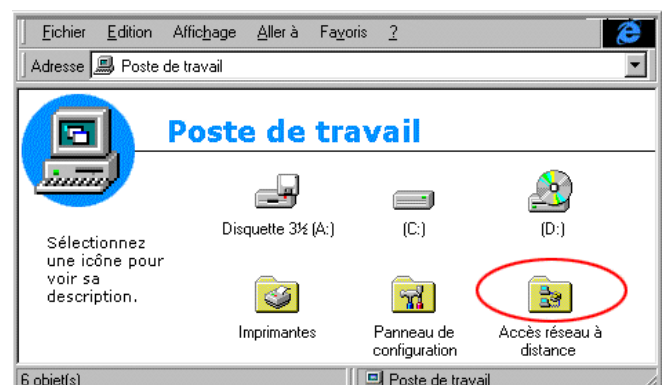 Fichier Edition Affichage Aller à Favoris ?
Adresse Poste de travail
Poste de travail
Sélectionnez
une icône pour
voir sa
description.
Disquette 3½ (A:) (C:) (D:)
Imprimantes
Panneau de
configuration
Accès réseau à
distance
6 objet(s) Poste de travail